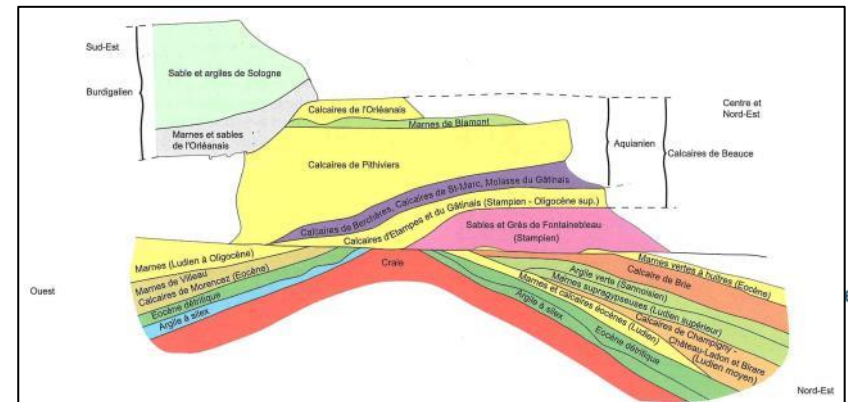 Sud-Est
Burdigalien
Sable et argiles de Sologne
Marnes et sables
de l'Orléanais
Calcaires de l'Orléanais
Marnes de Blamont
Calcaires de Pithiviers
Calcaires de Berchères, Calcaires de St-Marc, Molasse du Gâtinais
Calcaires d'Etampes et du Gâtinais (Stampien - Oligocène sup.)
Sables et Grès de Fontainebleau
(Stampien)
Aquianien
Centre et
Nord-Est
Calcaires de Beauce
Marnes (Ludien à Oligocène)
Marnes de Villeau
Calcaires de Morencez (Eocène)
Eocène détritique
Argile à silex
Ouest
Craie
Marnes vertes à huîtres (Eocène)
Calcaire de Brie
Argile verte (Sannoisien)
Marnes supragypseuses (Ludien supérieur)
Marnes et calcaires éocènes (Ludien)
Calcaires de Champigny -
Château-Ladon et Birare
(Ludien moyen)
Argile à silex
Eocène détritique
Nord-Est